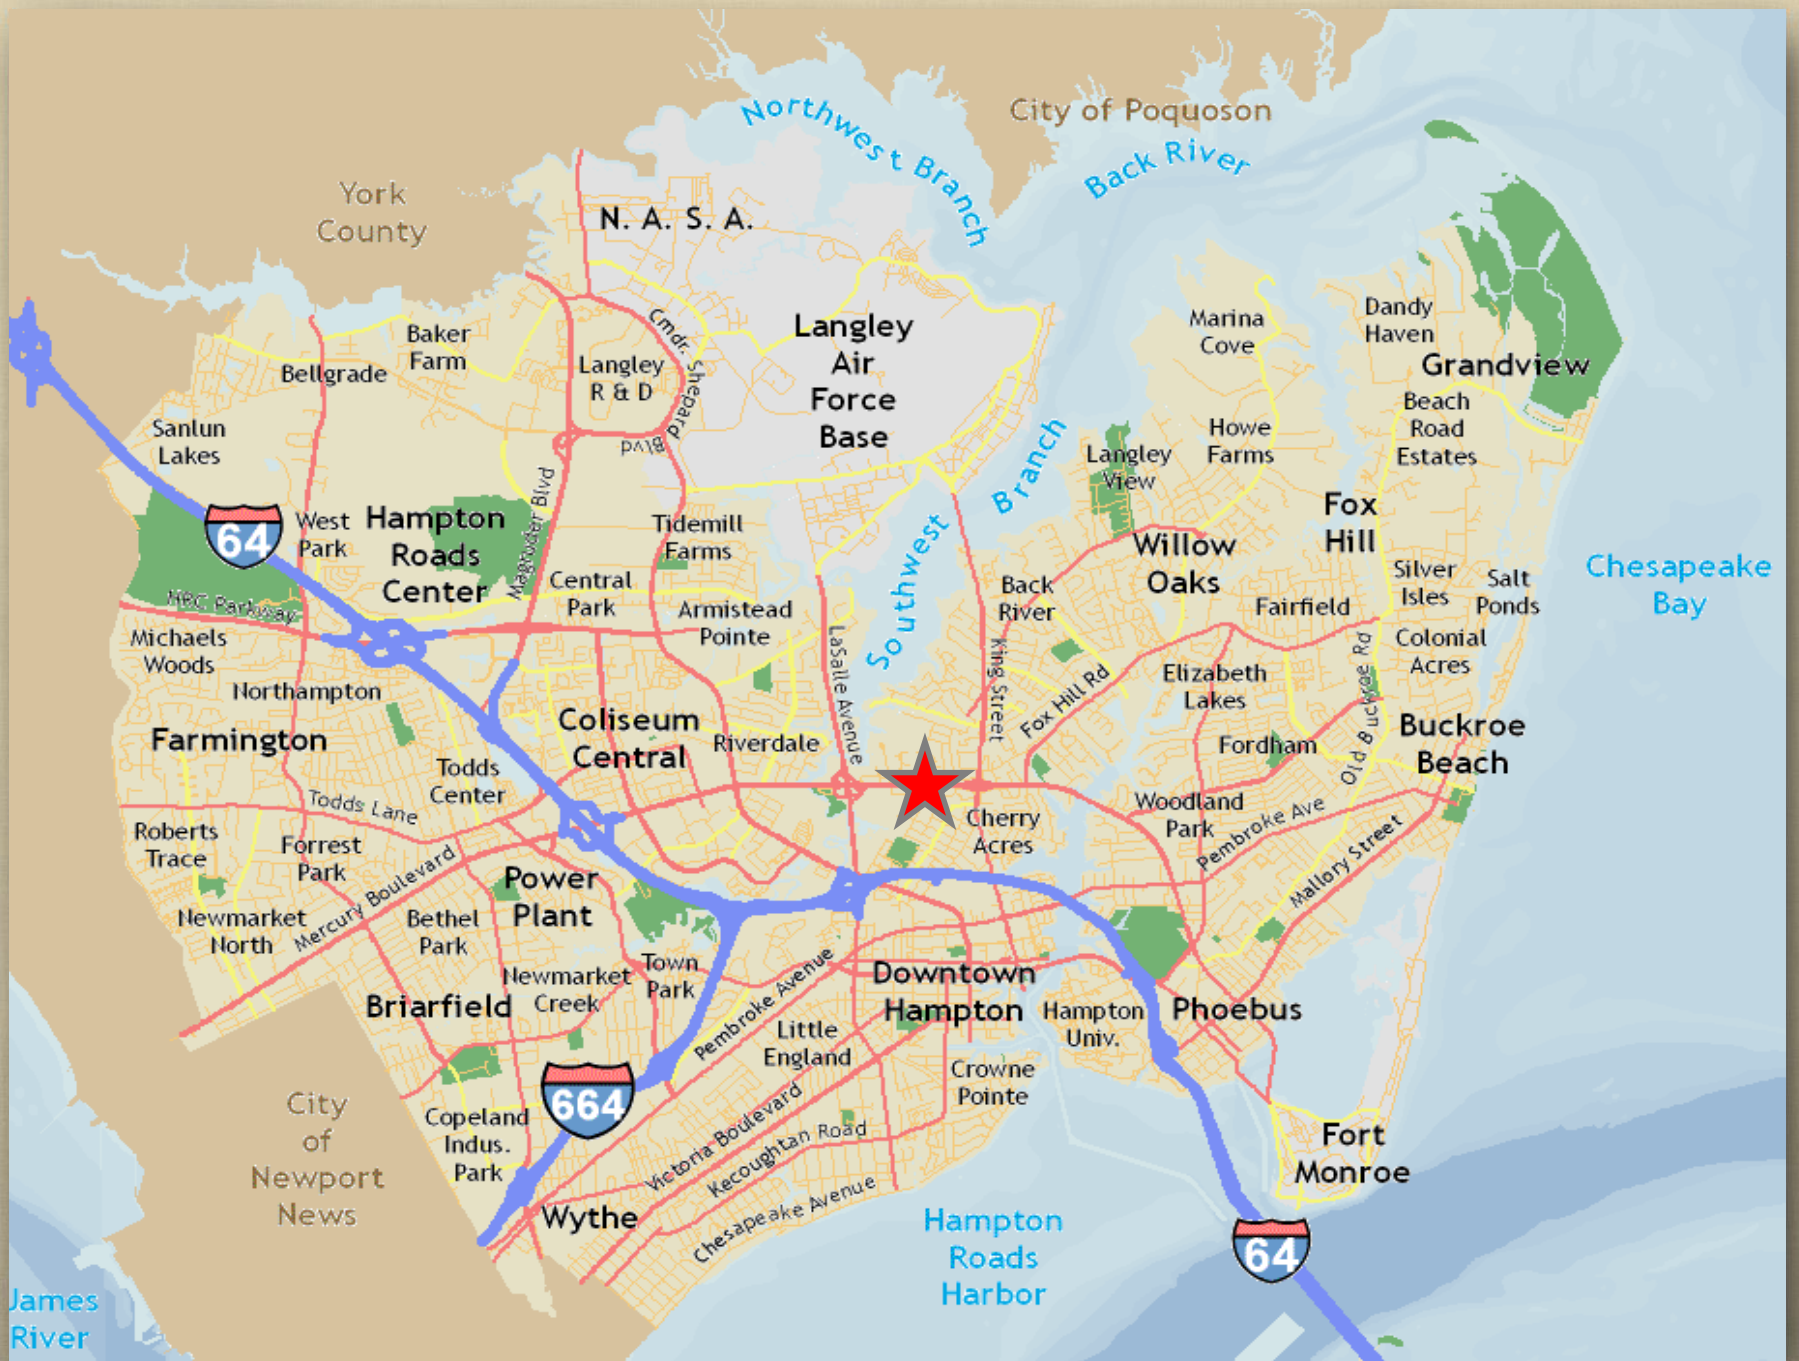 City of Poquoson
Northwest Branch
Back River
York
County
N. A. S. A.
Langley
Air
Force
Base
Marina
Cove
Dandy
Haven
Grandview
Baker
Farm
Bellgrade
Langley
R & D
Cmdr. Shepard Blvd
Beach
Road
Estates
Howe
Farms
Langley
View
Sanlun
Lakes
64
West
Park
Hampton
Roads
Center
Magruder Blvd
Tidemill
Farms
Southwest Branch
Fox
Hill
Willow
Oaks
Chesapeake
Bay
Silver
Isles
Salt
Ponds
Fairfield
Back
River
Central
Park
Armistead
Pointe
HRC Parkway
Michaels
Woods
Northampton
LaSalle Avenue
King Street
Fox Hill Rd
Elizabeth
Lakes
Old Buckroe Rd
Colonial
Acres
Buckroe
Beach
Farmington
Coliseum
Central
Riverdale
Fordham
Todds
Center
Todds Lane
Woodland
Park
Pembroke Ave
Cherry
Acres
Roberts
Trace
Forrest
Park
Mercury Boulevard
Mallory Street
Power
Plant
Newmarket
North
Bethel
Park
Newmarket
Creek
Town
Park
Pembroke Avenue
Downtown
Hampton
Briarfield
Hampton
Univ.
Phoebus
Little
England
Crowne
Pointe
664
City
of
Newport
News
Copeland
Indus.
Park
Victoria Boulevard
Kecoughtan Road
Chesapeake Avenue
Wythe
Fort
Monroe
Hampton
Roads
Harbor
64
James
River